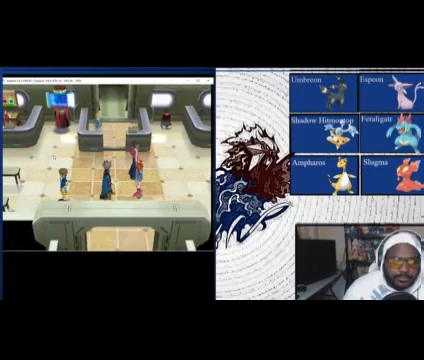 Umbreon
Espeon
Shadow Hitmontop
Feraligatr
Ampharos
Slugma